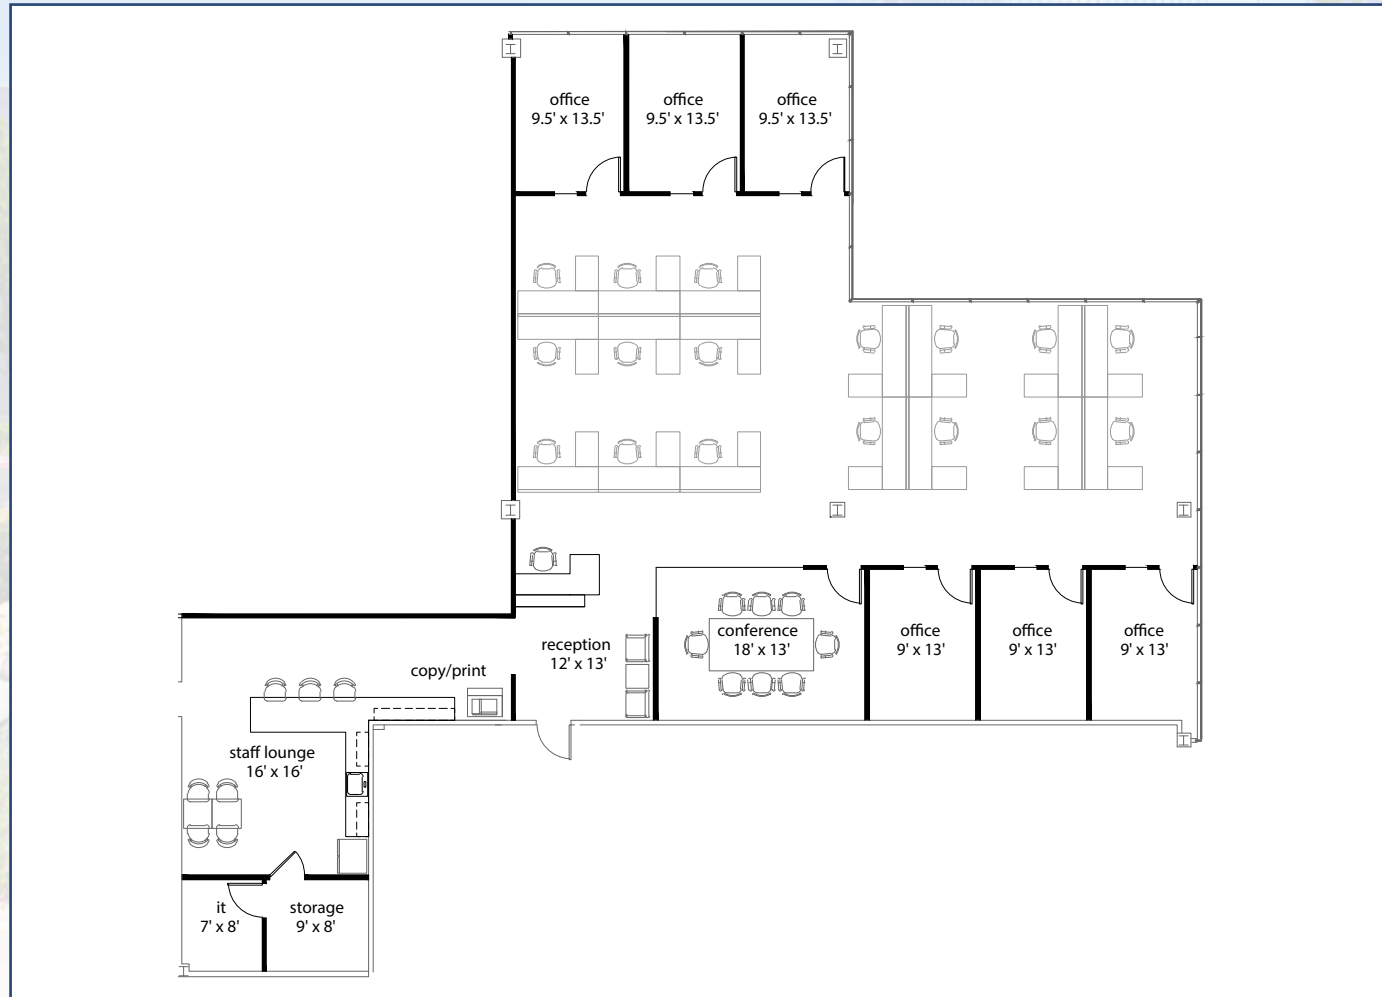 office
9.5' x 13.5'
office
9.5' x 13.5'
office
9.5' x 13.5'
reception
12' x 13'
conference
18' x 13'
office
9' x 13'
office
9' x 13'
office
9' x 13'
copy/print
staff lounge
16' x 16'
it
7' x 8'
storage
9' x 8'